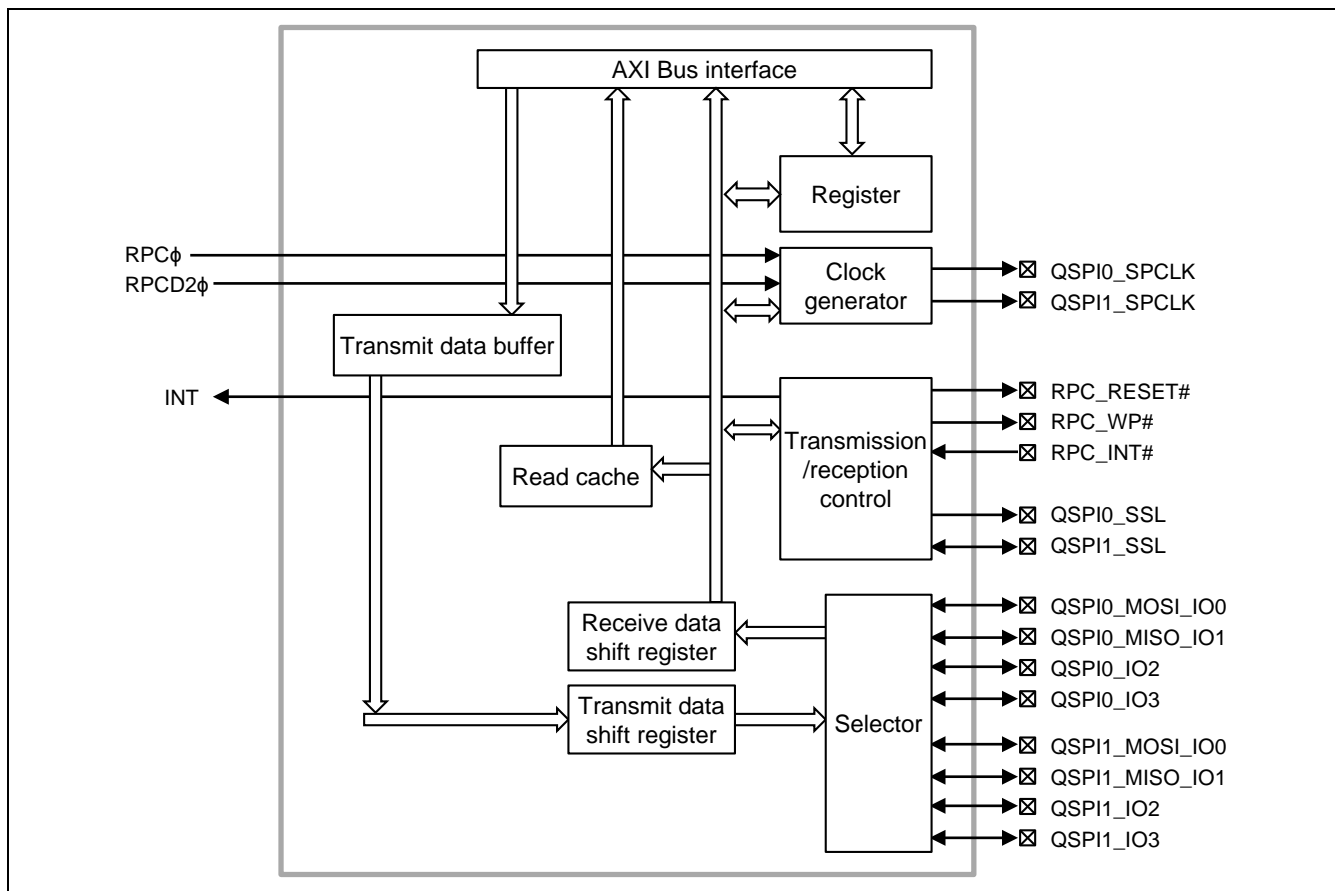 AXI Bus interface
Register
RPCϕ
RPCD2ϕ
Clock
generator
QSPI0_SPCLK
QSPI1_SPCLK
Transmit data buffer
INT
Transmission
/reception
control
RPC_RESET#
RPC_WP#
RPC_INT#
QSPI0_SSL
QSPI1_SSL
Read cache
Receive data
shift register
Transmit data
shift register
Selector
QSPI0_MOSI_IO0
QSPI0_MISO_IO1
QSPI0_IO2
QSPI0_IO3
QSPI1_MOSI_IO0
QSPI1_MISO_IO1
QSPI1_IO2
QSPI1_IO3